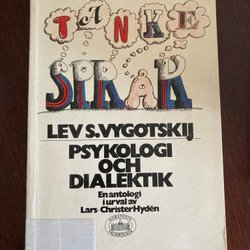 TANKE
SPRÅK
LEV S. VYGOTSKIJ
PSYKOLOGI
OCH
DIALEKTIK
En antologi
i urval av
Lars-Christer Hydén